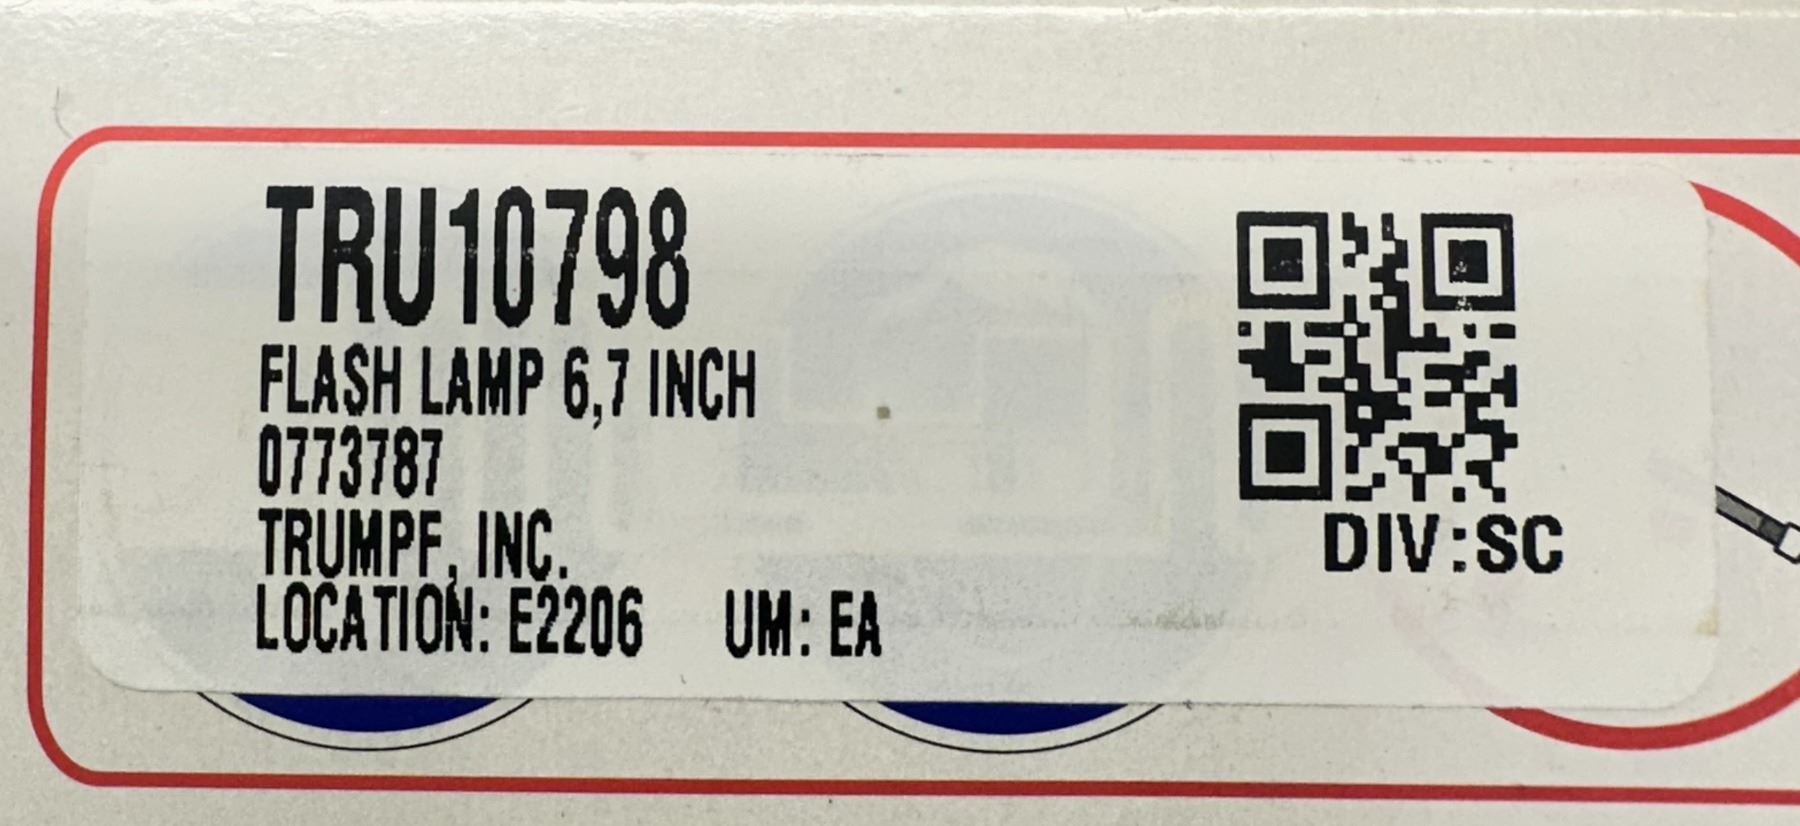 TRU10798
FLASH LAMP 6,7 INCH
0773787
TRUMPF, INC.
LOCATION: E2206 UM: EA
DIV:SC